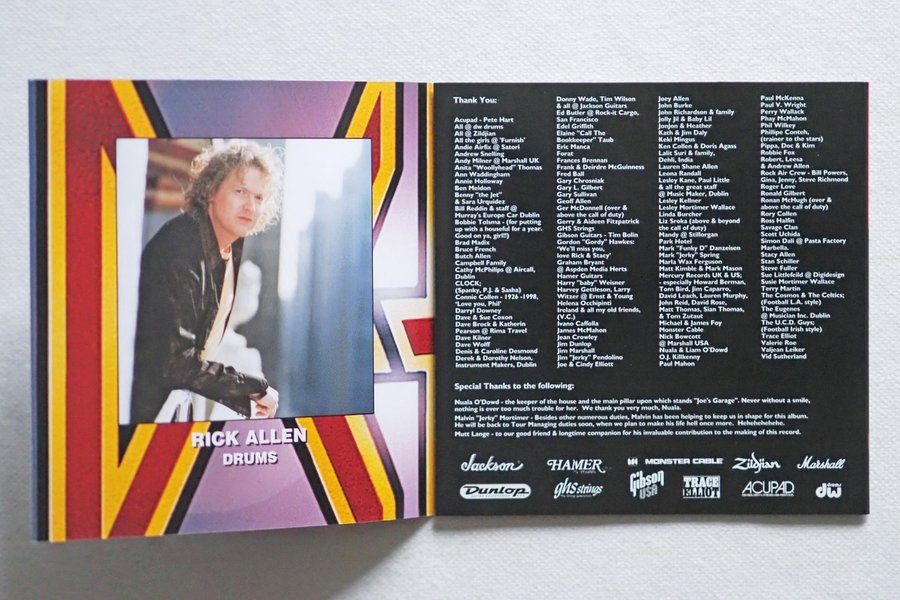 RICK ALLEN
DRUMS
Thank You:
Acupad - Pete Hart
All @ dw drums
All @ Zildjian
All the girls @ 'Furnish'
Andie Airfix @ Satori
Andrew Snelling
Andy Milner @ Marshall UK
Anita "Woollyhead" Thomas
Ann Waddingham
Annie Holloway
Ben Meldon
Benny "the Jet"
& Sara Urquidez
Bill Reddin & staff @
Murray's Europe Car Dublin
Bobbie Tolsma - (for putting
up with a houseful for a year.
Good on ya, girl!!)
Brad Madix
Bruce French
Butch Allen
Campbell Family
Cathy McPhilips @ Aircall,
Dublin
CLOCK;
(Spanky, P.J. & Sasha)
Connie Collen - 1926 -1998,
'Love you, Phil'
Darryl Downey
Dave & Sue Coxon
Dave Brock & Katherin
Pearson @ Rima Travel
Dave Kilner
Dave Wolff
Denis & Caroline Desmond
Derek & Dorothy Nelson,
Instrument Makers, Dublin
Donny Wade, Tim Wilson
& all @ Jackson Guitars
Ed Butler @ Rock-it Cargo,
San Francisco
Edel Griffith
Elaine "Call The
Bookkeeper" Taub
Eric Manca
Forat
Frances Brennan
Frank & Deirdre McGuinness
Fred Ball
Gary Chrosniak
Gary L. Gilbert
Gary Sullivan
Geoff Allen
Ger McDonnell (over &
above the call of duty)
Gerry & Aideen Fitzpatrick
GHS Strings
Gibson Guitars - Tim Bolin
Gordon "Gordy" Hawkes:
'We'll miss you,
love Rick & Stacy'
Graham Bryant
@ Aspden Media Herts
Hamer Guitars
Harry "baby" Weisner
Harvey Gettleson, Larry
Witzer @ Ernst & Young
Helena Occhipinti
Ireland & all my old friends,
(V.C.)
Ivano Caffolla
James McMahon
Jean Crowley
Jim Dunlop
Jim Marshall
Jim "Jerky" Pendolino
Joe & Cindy Elliott
Joey Allen
John Burke
John Richardson & family
Jolly Jil & Baby Lil
JonJon & Heather
Kath & Jim Daly
Keki Mingus
Ken Collen & Doris Agass
Lalit Suri & family,
Dehli, India
Lauren Shane Allen
Leona Randall
Lesley Kane, Paul Little
& all the great staff
@ Music Maker, Dublin
Lesley Kellner
Lesley Mortimer Wallace
Linda Burcher
Liz Sroka (above & beyond
the call of duty)
Mandy @ Stillorgan
Park Hotel
Mark "Funky D" Danzeisen
Mark "Jerky" Spring
Marla Wax Ferguson
Matt Kimble & Mark Mason
Mercury Records UK & US;
- especially Howard Berman,
Tom Bird, Jim Caparro,
David Leach, Lauren Murphy,
John Reid, David Rose,
Matt Thomas, Sian Thomas,
& Tom Zutaut
Michael & James Foy
Monster Cable
Nick Bowcott
@ Marshall USA
Nuala & Liam O'Dowd
O.J. Killkenny
Paul Mahon
Paul McKenna
Paul V. Wright
Perry Wallack
Phay McMahon
Phil Wilkey
Phillipe Conteh,
(trainer to the stars)
Pippa, Doc & Kim
Robbie Fox
Robert, Leesa
& Andrew Allen
Rock Air Crew - Bill Powers,
Gina, Jenny, Steve Richmond
Roger Love
Ronald Gilbert
Ronan McHugh (over &
above the call of duty)
Rory Collen
Ross Halfin
Savage Clan
Scott Uchida
Simon Dali @ Pasta Factory
Marbella.
Stacy Allen
Stan Schiller
Steve Fuller
Sue Littlefeild @ Digidesign
Susie Mortimer Wallace
Terry Martin
The Cosmos & The Celtics;
(Football L.A. style)
The Eugenes
@ Musician Inc. Dublin
The U.C.D. Guys;
(Football Irish style)
Trace Elliot
Valerie Roe
Valjean Leiker
Vid Sutherland
Special Thanks to the following:
Nuala O'Dowd - the keeper of the house and the main pillar upon which stands "Joe's Garage". Never without a smile,
nothing is ever too much trouble for her. We thank you very much, Nuala.
Malvin "Jerky" Mortimer - Besides other numerous duties, Malvin has been helping to keep us in shape for this album.
He will be back to Tour Managing duties soon, when we plan to make his life hell once more. Hehehehehehe.
Mutt Lange - to our good friend & longtime companion for his invaluable contribution to the making of this record.
Jackson HAMER MONSTER CABLE Zildjian Marshall
Dunlop ghs strings Gibson USA TRACE ELLIOT ACUPAD drums dw